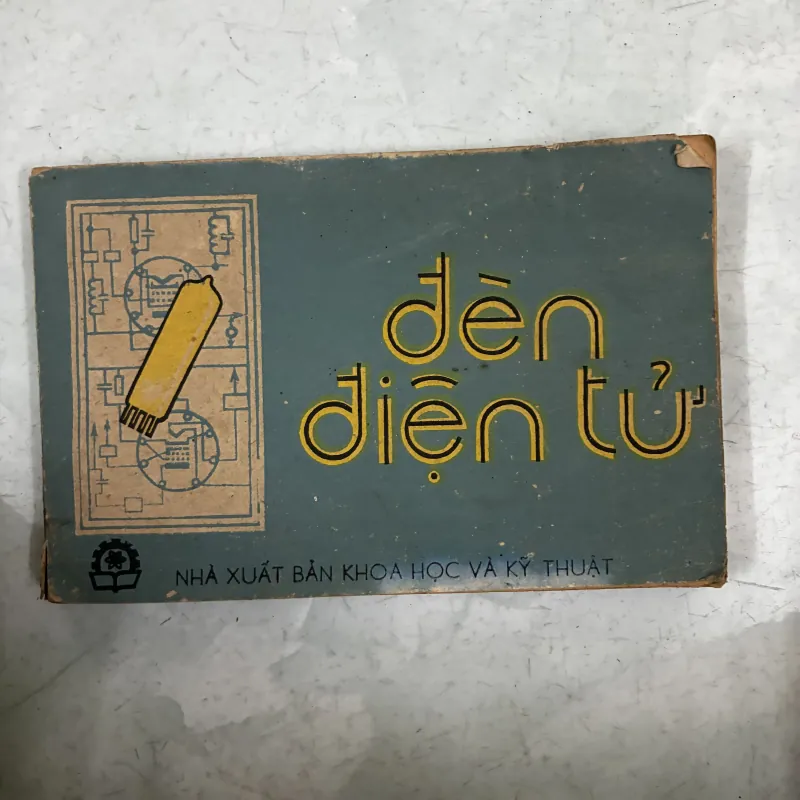 đèn
điện tử
NHÀ XUẤT BẢN KHOA HỌC VÀ KỸ THUẬT